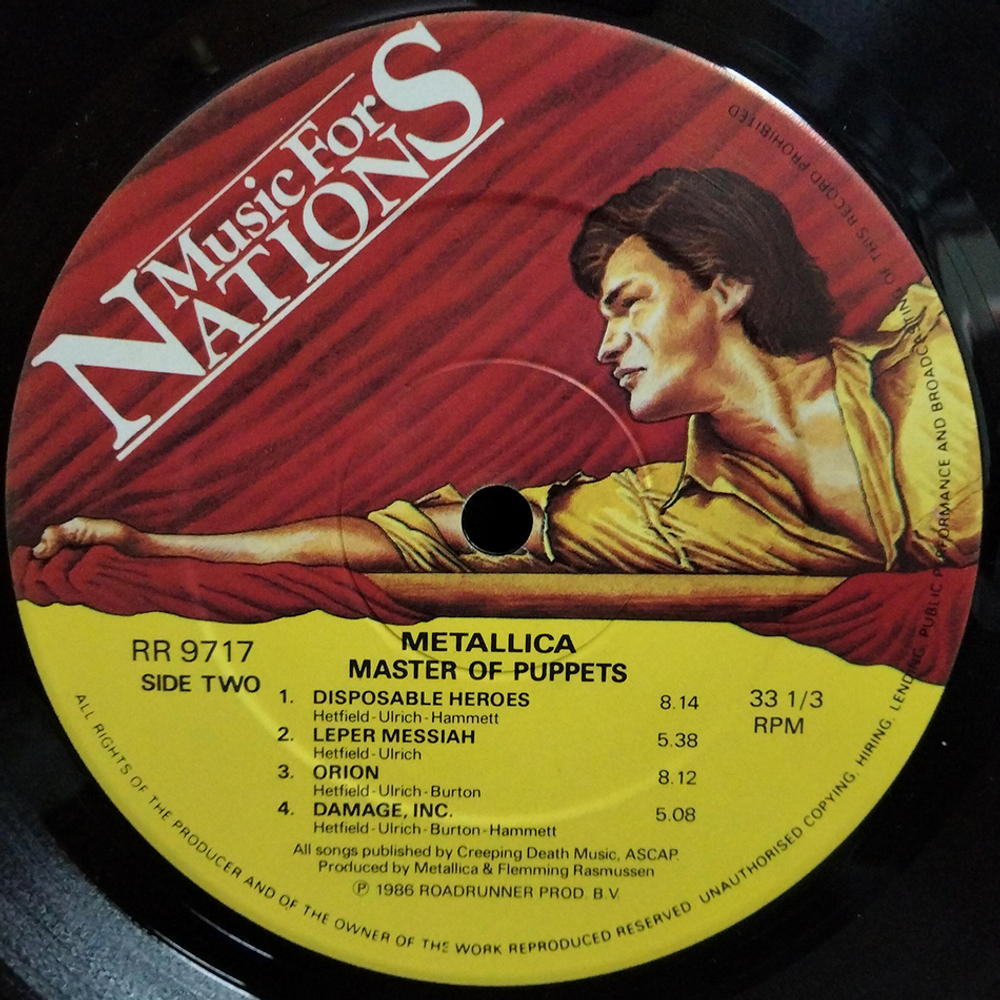 Music For
NATIONS
METALLICA
MASTER OF PUPPETS
RR 9717
SIDE TWO
33 1/3
RPM
1. DISPOSABLE HEROES 8.14
Hetfield-Ulrich-Hammett
2. LEPER MESSIAH 5.38
Hetfield-Ulrich
3. ORION 8.12
Hetfield-Ulrich-Burton
4. DAMAGE, INC. 5.08
Hetfield-Ulrich-Burton-Hammett
All songs published by Creeping Death Music, ASCAP.
Produced by Metallica & Flemming Rasmussen
℗ 1986 ROADRUNNER PROD. B.V.
ALL RIGHTS OF THE PRODUCER AND OF THE OWNER OF THE WORK REPRODUCED RESERVED UNAUTHORISED COPYING. HIRING. LENDING. PUBLIC PERFORMANCE AND BROADCASTING OF THIS RECORD PROHIBITED